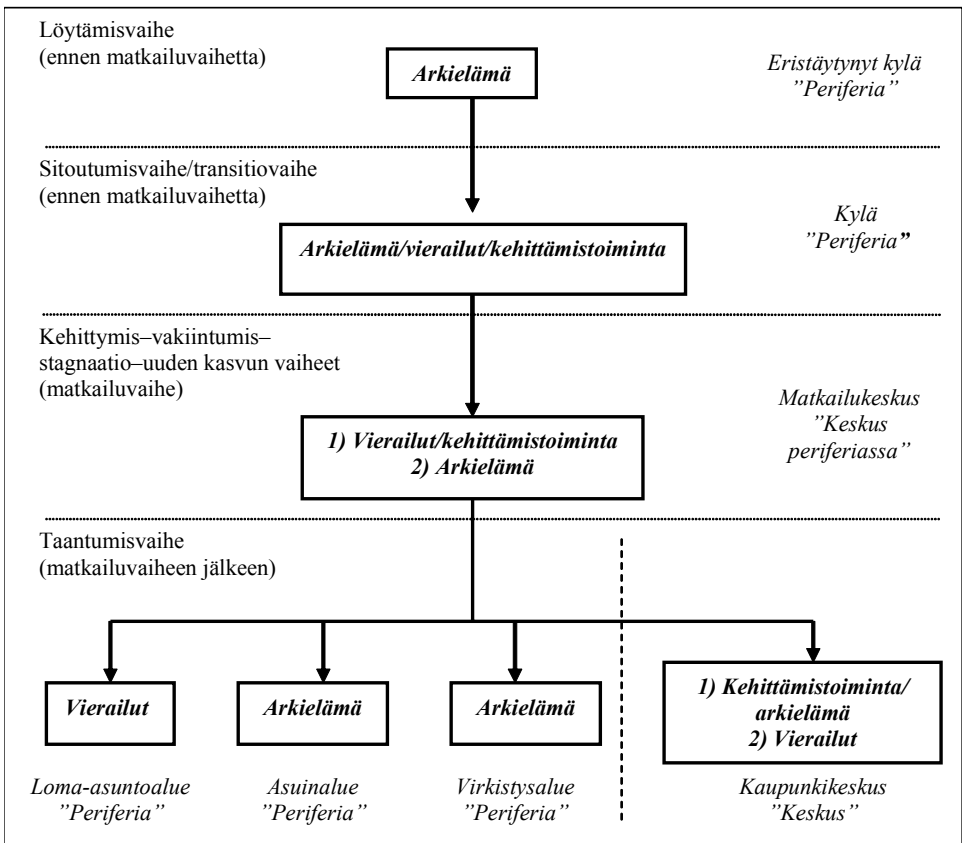 Löytämisvaihe
(ennen matkailuvaihetta)
Arkielämä
Eristäytynyt kylä
”Periferia”
Sitoutumisvaihe/transitiovaihe
(ennen matkailuvaihetta)
Kylä
”Periferia”
Arkielämä/vierailut/kehittämistoiminta
Kehittymis–vakiintumis–
stagnaatio–uuden kasvun vaiheet
(matkailuvaihe)
Matkailukeskus
”Keskus
periferiassa”
1) Vierailut/kehittämistoiminta
2) Arkielämä
Taantumisvaihe
(matkailuvaiheen jälkeen)
Vierailut
Arkielämä
Arkielämä
1) Kehittämistoiminta/
arkielämä
2) Vierailut
Loma-asuntoalue
”Periferia”
Asuinalue
”Periferia”
Virkistysalue
”Periferia”
Kaupunkikeskus
”Keskus”